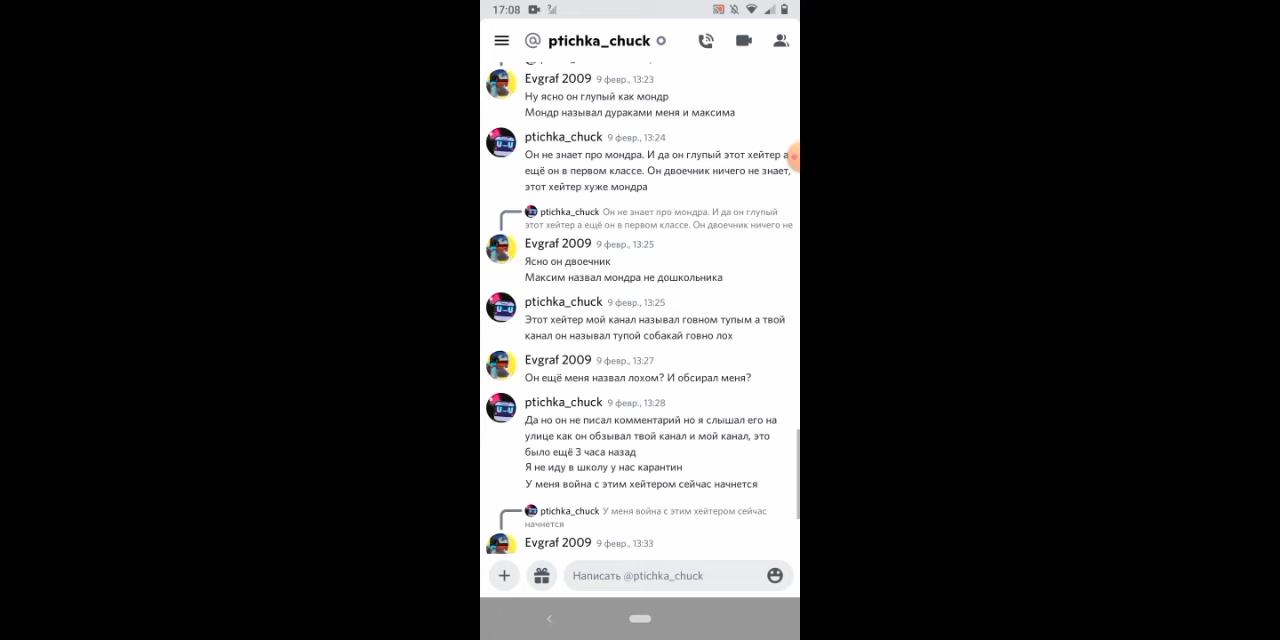 17:08
@ ptichka_chuck
Evgraf 2009 9 февр., 13:23
Ну ясно он глупый как мондр
Мондр называл дураками меня и максима
ptichka_chuck 9 февр., 13:24
Он не знает про мондра. И да он глупый этот хейтер а
ещё он в первом классе. Он двоечник ничего не знает,
этот хейтер хуже мондра
ptichka_chuck Он не знает про мондра. И да он глупый
этот хейтер а ещё он в первом классе. Он двоечник ничего не
Evgraf 2009 9 февр., 13:25
Ясно он двоечник
Максим назвал мондра не дошкольника
ptichka_chuck 9 февр., 13:25
Этот хейтер мой канал называл говном тупым а твой
канал он называл тупой собакай говно лох
Evgraf 2009 9 февр., 13:27
Он ещё меня назвал лохом? И обсирал меня?
ptichka_chuck 9 февр., 13:28
Да но он не писал комментарий но я слышал его на
улице как он обзывал твой канал и мой канал, это
было ещё 3 часа назад
Я не иду в школу у нас карантин
У меня война с этим хейтером сейчас начнется
ptichka_chuck У меня война с этим хейтером сейчас
начнется
Evgraf 2009 9 февр., 13:33
Написать @ptichka_chuck